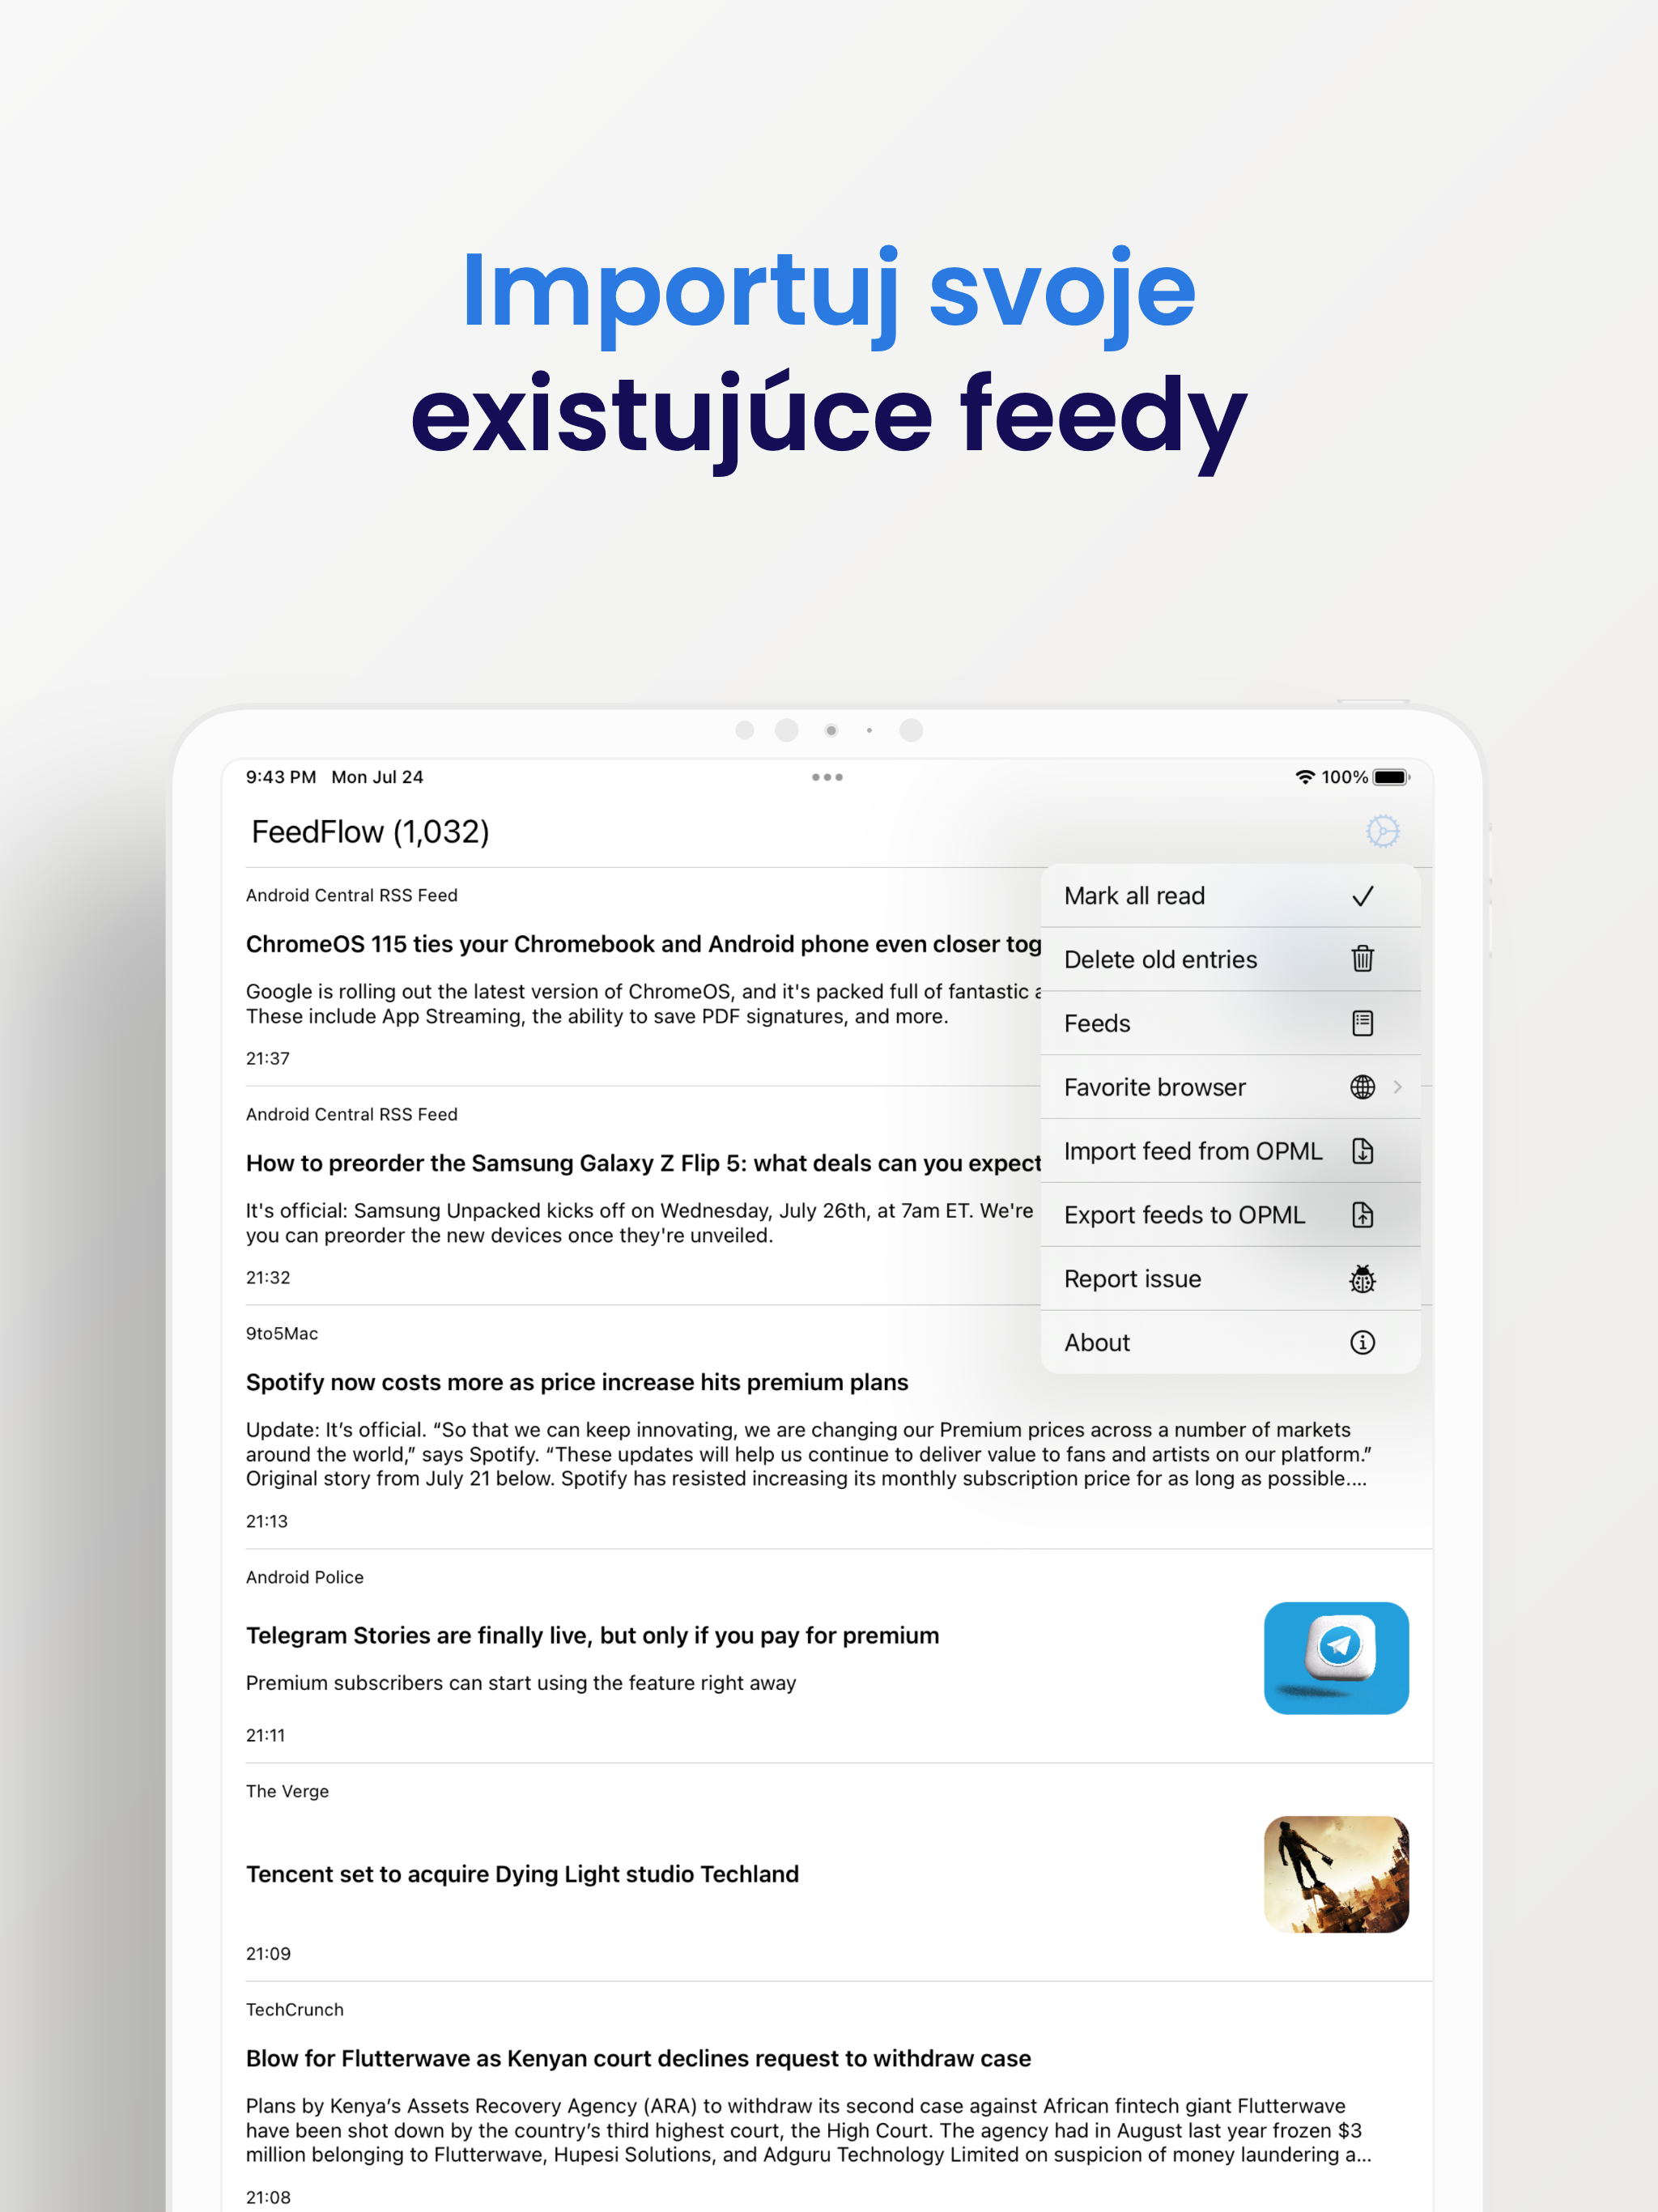 Importuj svoje
existujúce feedy
9:43 PM Mon Jul 24
100%
FeedFlow (1,032)
Android Central RSS Feed
ChromeOS 115 ties your Chromebook and Android phone even closer tog
Google is rolling out the latest version of ChromeOS, and it's packed full of fantastic a
These include App Streaming, the ability to save PDF signatures, and more.
21:37
Android Central RSS Feed
How to preorder the Samsung Galaxy Z Flip 5: what deals can you expect
It's official: Samsung Unpacked kicks off on Wednesday, July 26th, at 7am ET. We're
you can preorder the new devices once they're unveiled.
21:32
Mark all read
Delete old entries
Feeds
Favorite browser
Import feed from OPML
Export feeds to OPML
Report issue
About
9to5Mac
Spotify now costs more as price increase hits premium plans
Update: It’s official. “So that we can keep innovating, we are changing our Premium prices across a number of markets
around the world,” says Spotify. “These updates will help us continue to deliver value to fans and artists on our platform.”
Original story from July 21 below. Spotify has resisted increasing its monthly subscription price for as long as possible....
21:13
Android Police
Telegram Stories are finally live, but only if you pay for premium
Premium subscribers can start using the feature right away
21:11
The Verge
Tencent set to acquire Dying Light studio Techland
21:09
TechCrunch
Blow for Flutterwave as Kenyan court declines request to withdraw case
Plans by Kenya’s Assets Recovery Agency (ARA) to withdraw its second case against African fintech giant Flutterwave
have been shot down by the country’s third highest court, the High Court. The agency had in August last year frozen $3
million belonging to Flutterwave, Hupesi Solutions, and Adguru Technology Limited on suspicion of money laundering a...
21:08